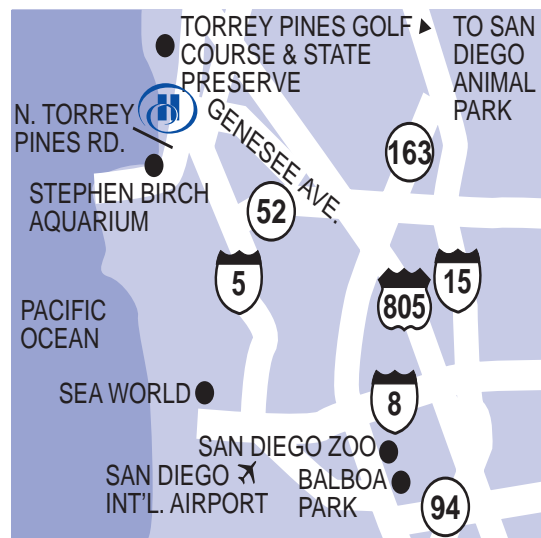 TORREY PINES GOLF
COURSE & STATE
PRESERVE
TO SAN
DIEGO
ANIMAL
PARK
N. TORREY
PINES RD.
GENESEE AVE.
163
STEPHEN BIRCH
AQUARIUM
52
5
805
15
PACIFIC
OCEAN
SEA WORLD
8
SAN DIEGO ZOO
SAN DIEGO
INT'L. AIRPORT
BALBOA
PARK
94